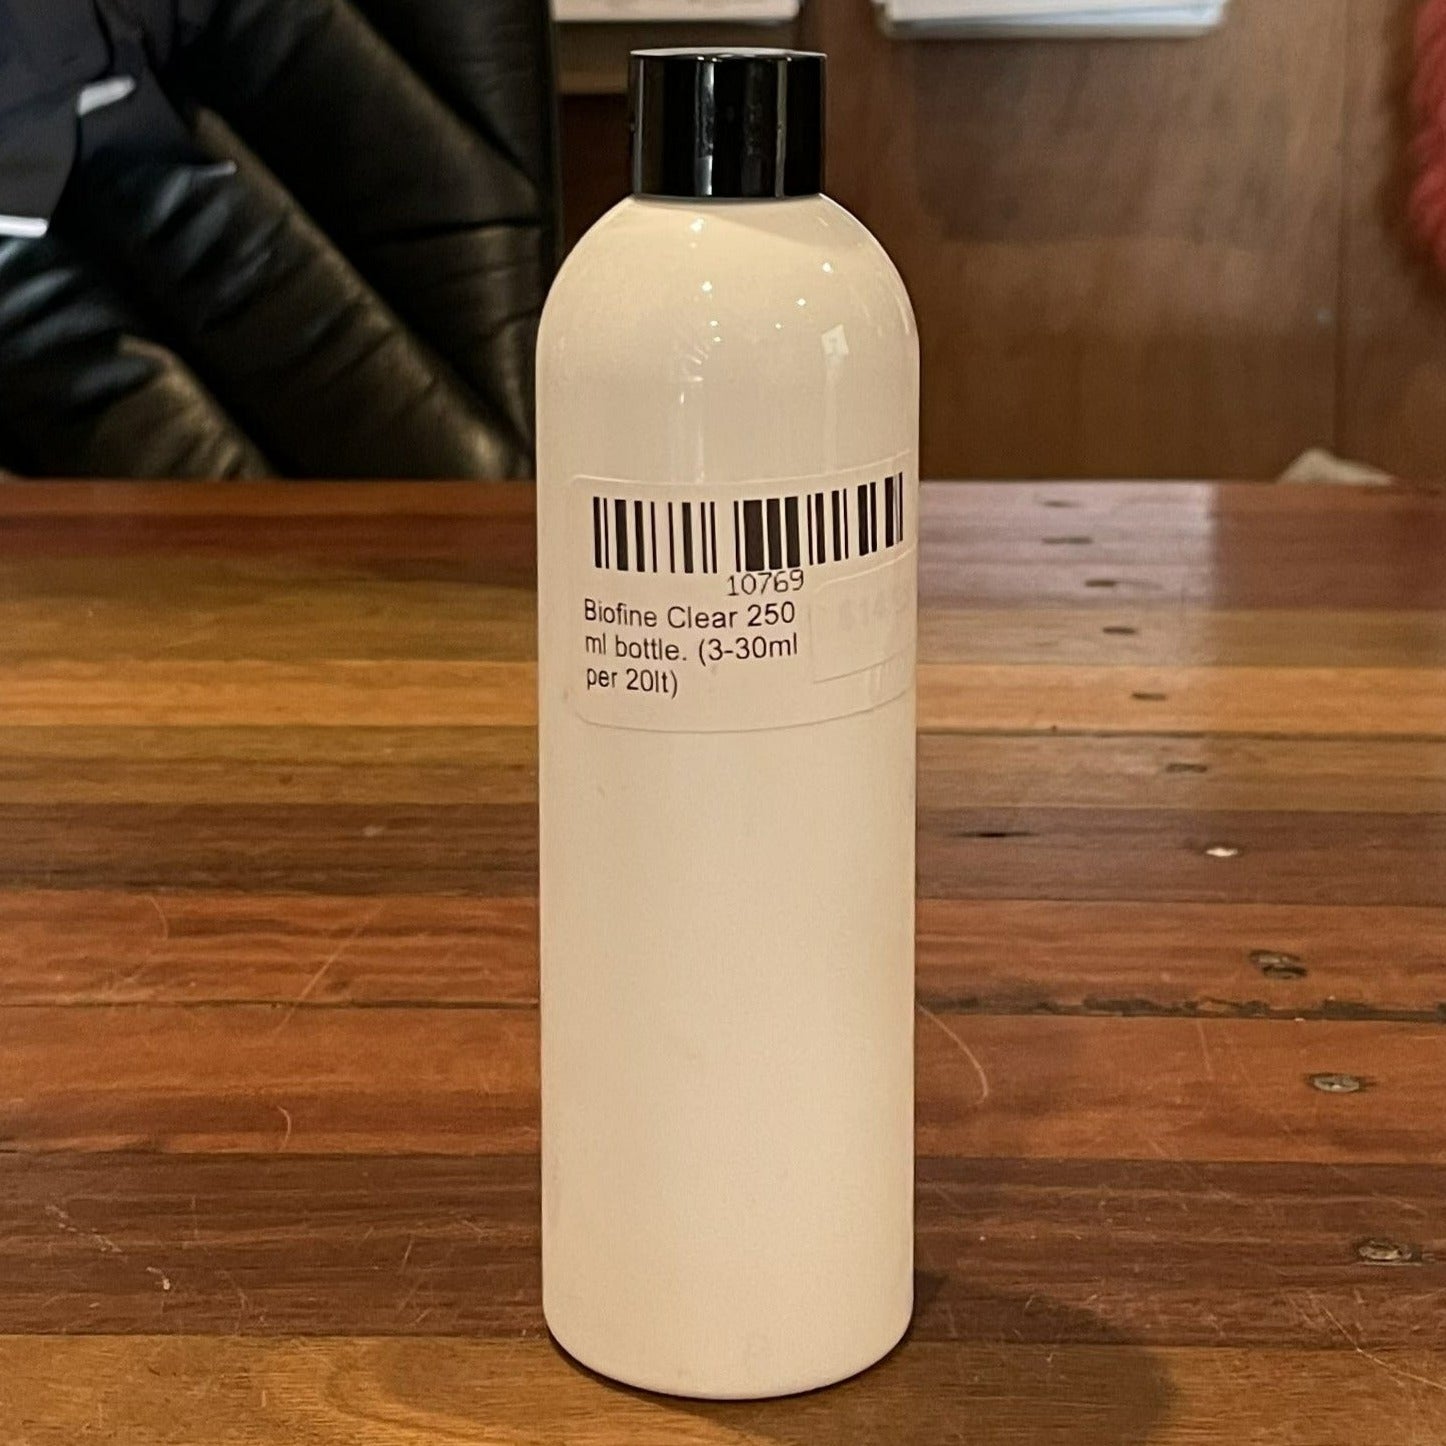 10769
Biofine Clear 250
ml bottle. (3-30ml
per 20lt)